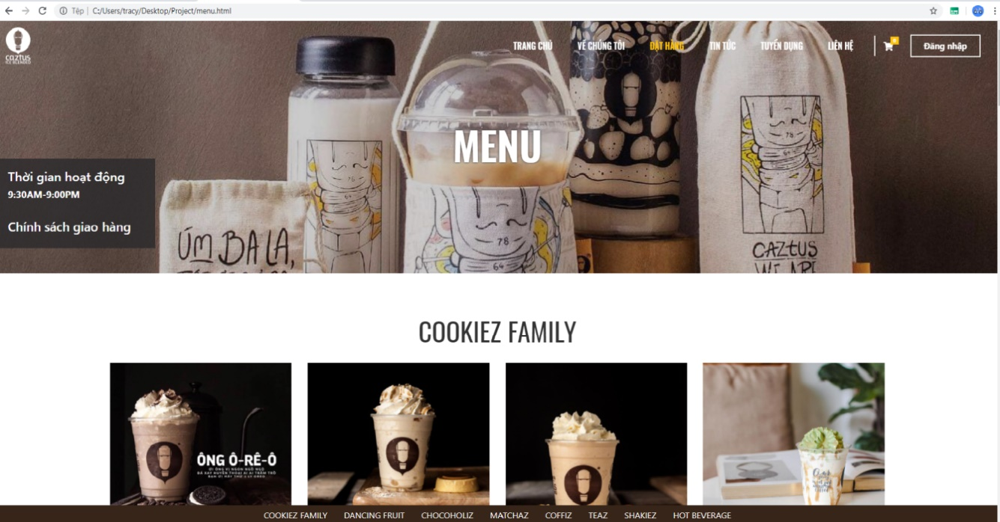 Tệp
C:/Users/tracy/Desktop/Project/menu.html
caztus
ICE BLENDED
TRANG CHỦ
VỀ CHÚNG TÔI
ĐẶT HÀNG
TIN TỨC
TUYỂN DỤNG
LIÊN HỆ
0
Đăng nhập
MENU
Thời gian hoạt động
9:30AM-9:00PM
Chính sách giao hàng
ÚM BA LA,
78
64
78
CAZTUS
WE ARE
COOKIEZ FAMILY
ÔNG Ô-RÊ-Ô
COOKIEZ FAMILY
DANCING FRUIT
CHOCOHOLIZ
MATCHAZ
COFFIZ
TEAZ
SHAKIEZ
HOT BEVERAGE